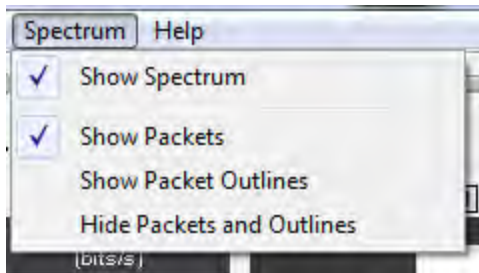 Spectrum Help
Show Spectrum
Show Packets
Show Packet Outlines
Hide Packets and Outlines
(bits/s)